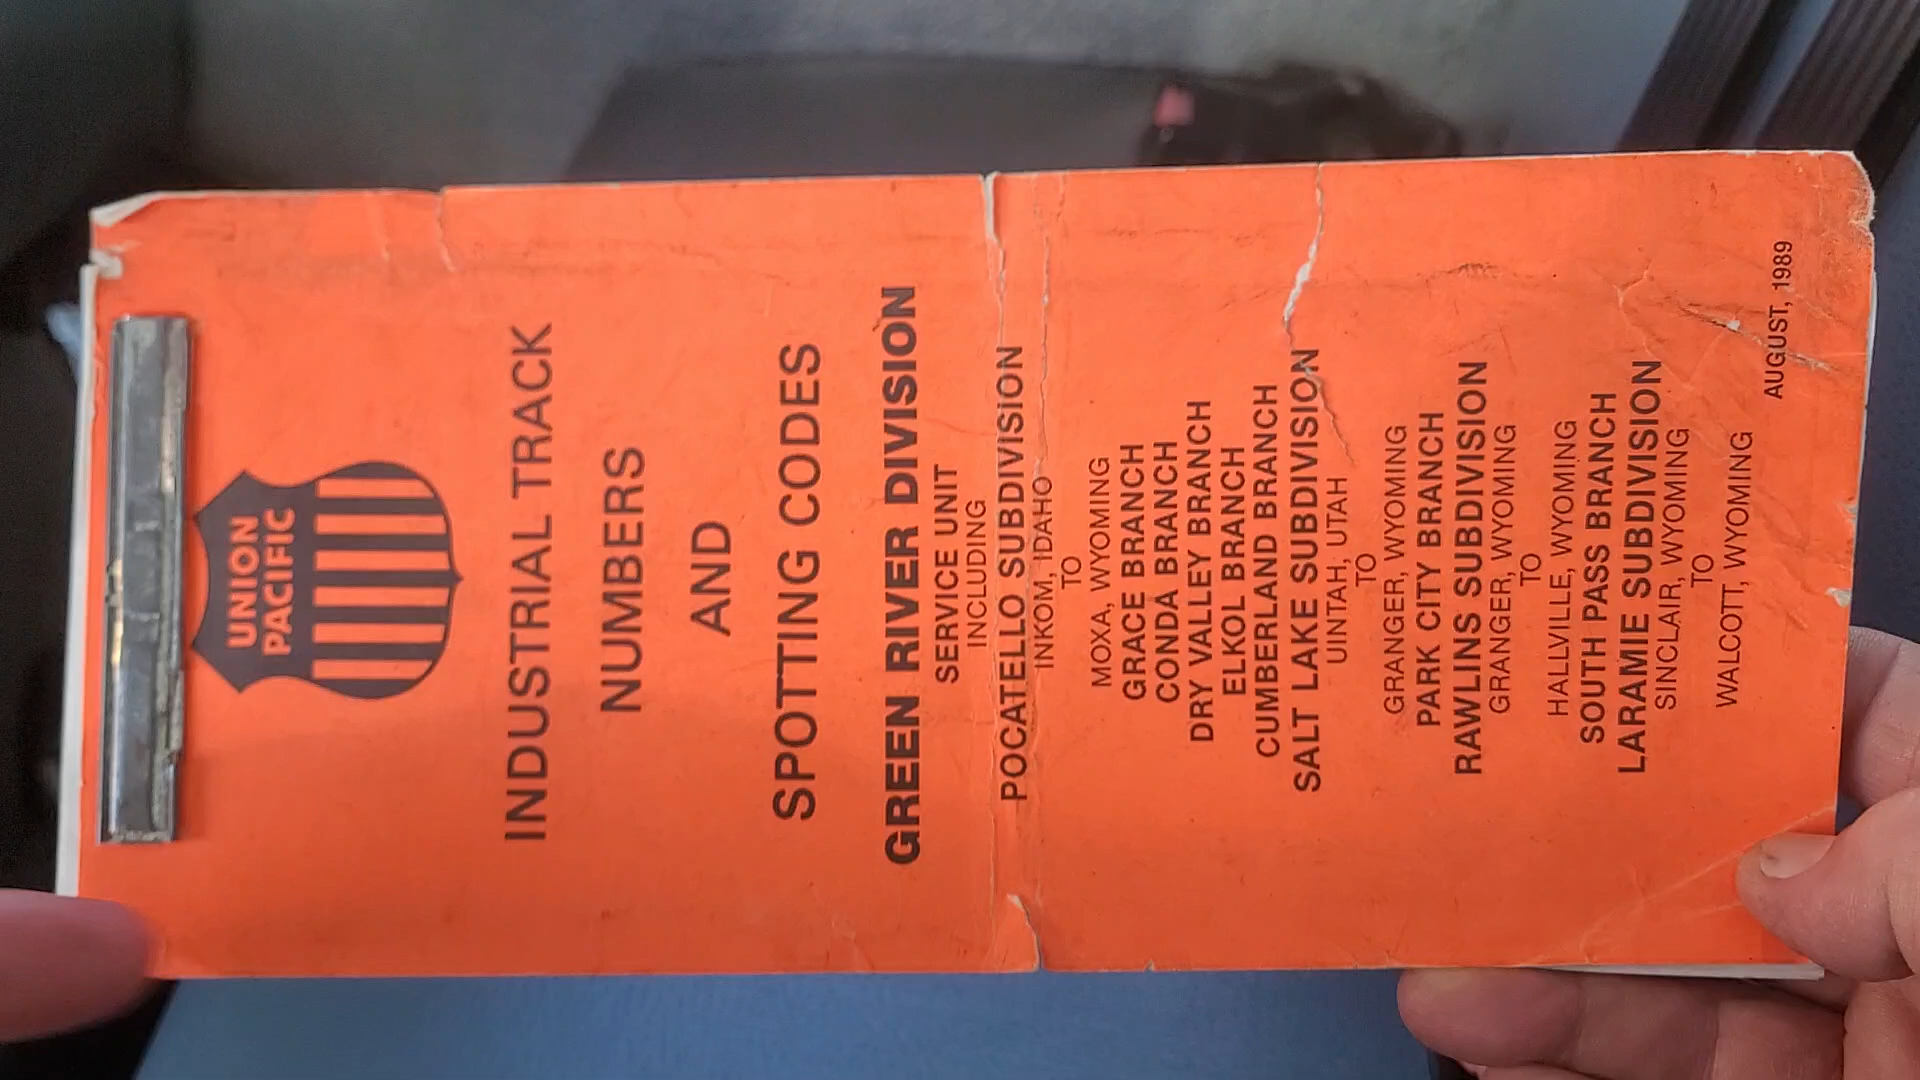 UNION
PACIFIC
INDUSTRIAL TRACK
NUMBERS
AND
SPOTTING CODES
GREEN RIVER DIVISION
SERVICE UNIT
INCLUDING
POCATELLO SUBDIVISION
INKOM, IDAHO
TO
MOXA, WYOMING
GRACE BRANCH
CONDA BRANCH
DRY VALLEY BRANCH
ELKOL BRANCH
CUMBERLAND BRANCH
SALT LAKE SUBDIVISION
UINTAH, UTAH
TO
GRANGER, WYOMING
PARK CITY BRANCH
RAWLINS SUBDIVISION
GRANGER, WYOMING
TO
HALLVILLE, WYOMING
SOUTH PASS BRANCH
LARAMIE SUBDIVISION
SINCLAIR, WYOMING
TO
WALCOTT, WYOMING
AUGUST, 1989